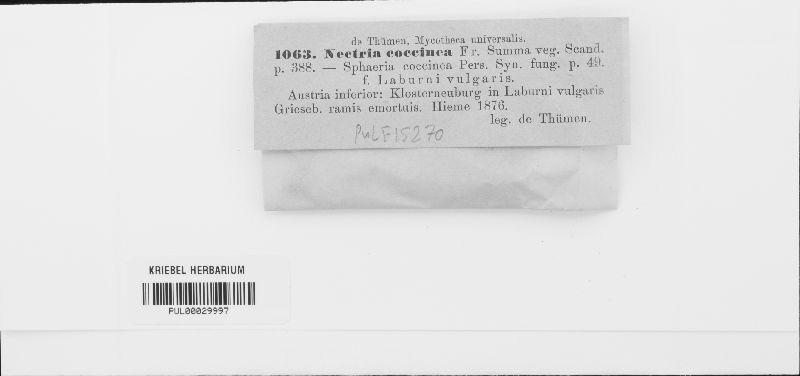 de Thümen, Mycotheca universalis.
1063. Nectria coccinea Fr. Summa veg. Scand.
p. 388. — Sphaeria coccinea Pers. Syn. fung. p. 49.
f. Laburni vulgaris.
Austria inferior: Klosterneuburg in Laburni vulgaris
Griseb. ramis emortuis. Hieme 1876.
leg. de Thümen.
PULF15270
KRIEBEL HERBARIUM
PUL00029997